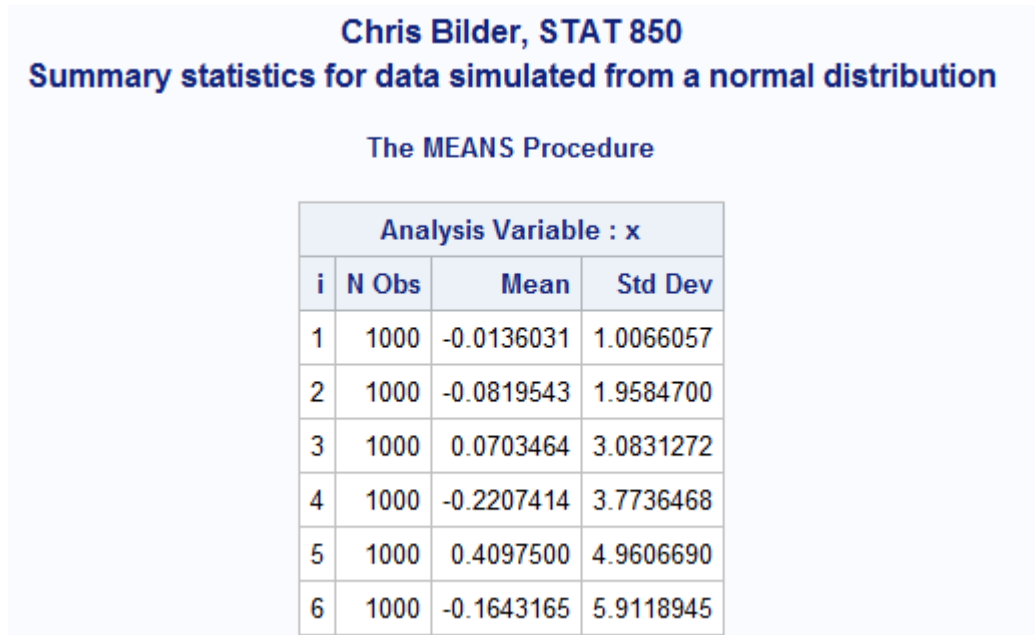 Chris Bilder, STAT 850
Summary statistics for data simulated from a normal distribution
The MEANS Procedure
Analysis Variable : x
i N Obs Mean Std Dev
1 1000 -0.0136031 1.0066057
2 1000 -0.0819543 1.9584700
3 1000 0.0703464 3.0831272
4 1000 -0.2207414 3.7736468
5 1000 0.4097500 4.9606690
6 1000 -0.1643165 5.9118945